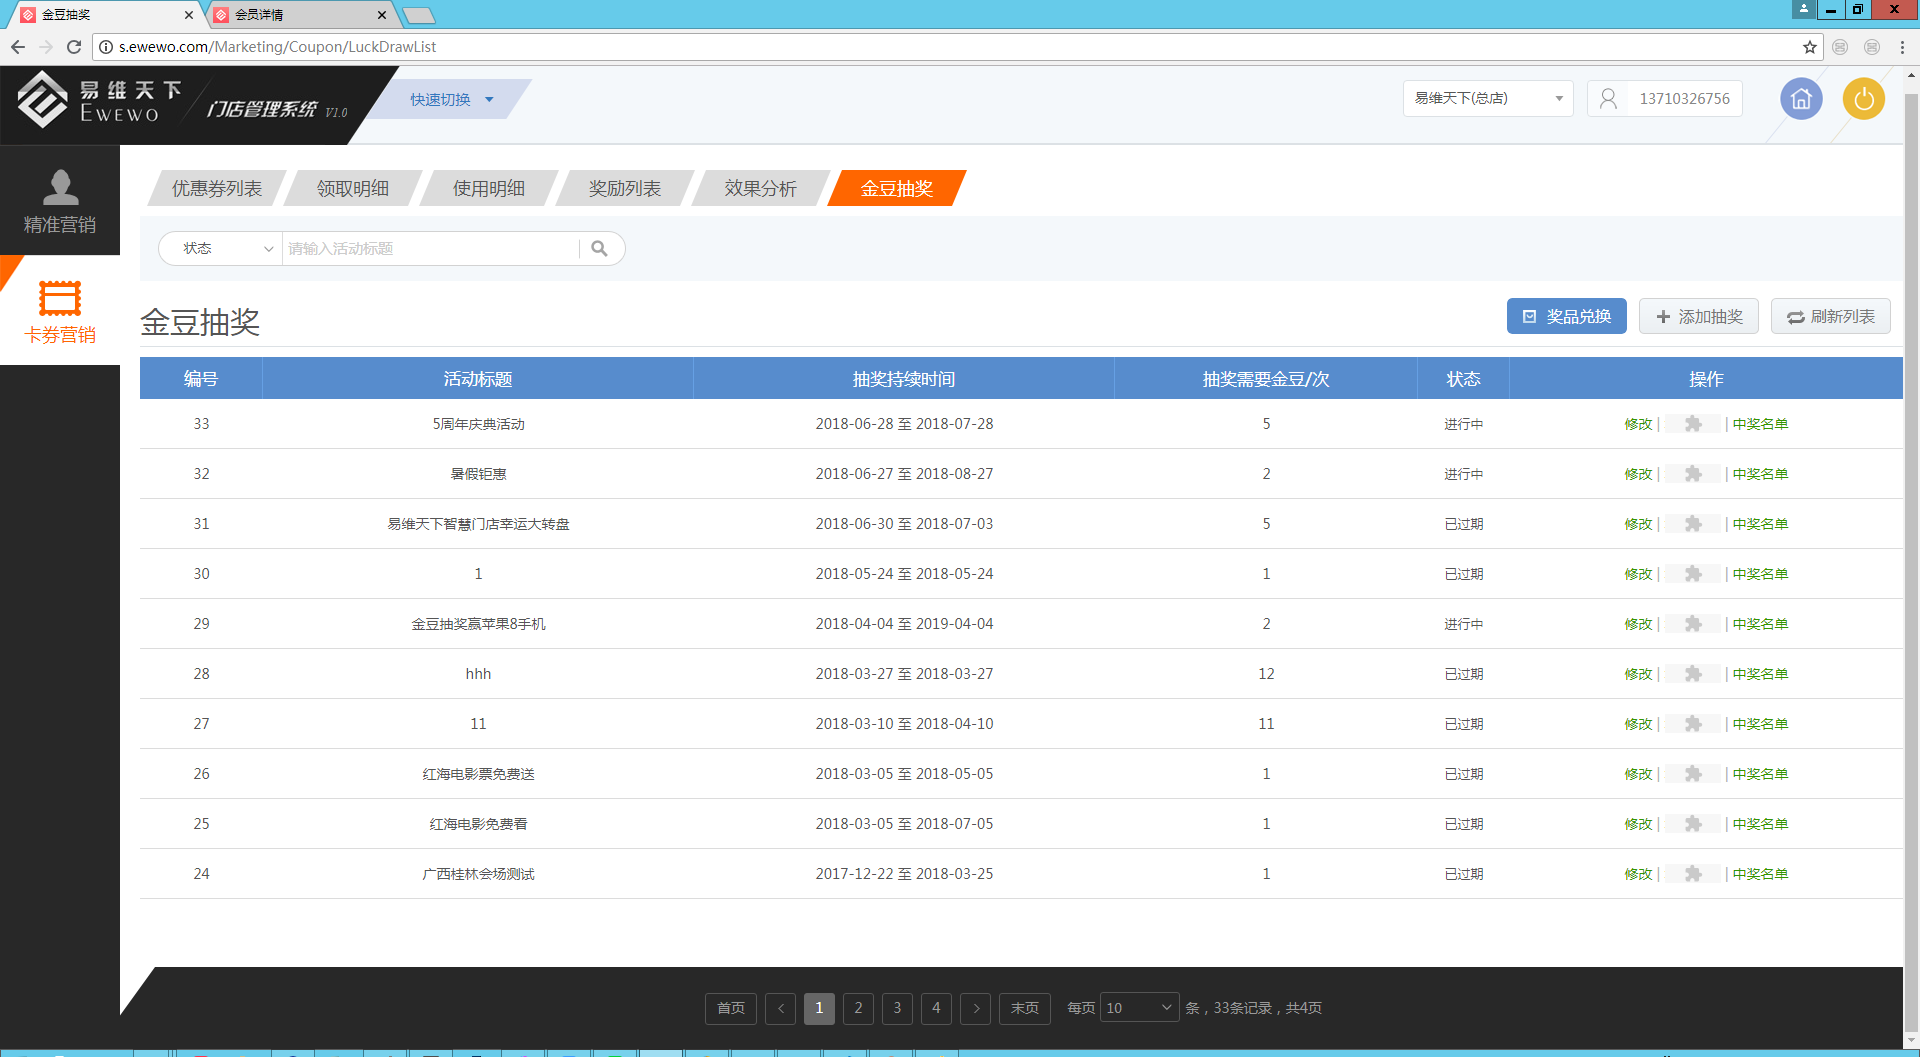 金豆抽奖 会员详情
s.ewewo.com/Marketing/Coupon/LuckDrawList
易维天下 EWEWO 门店管理系统 V1.0 快速切换 易维天下(总店) 13710326756
精准营销
卡券营销
优惠券列表 领取明细 使用明细 奖励列表 效果分析 金豆抽奖
状态 请输入活动标题
金豆抽奖 奖品兑换 添加抽奖 刷新列表
编号 活动标题 抽奖持续时间 抽奖需要金豆/次 状态 操作
33 5周年庆典活动 2018-06-28 至 2018-07-28 5 进行中 修改 | | 中奖名单
32 暑假钜惠 2018-06-27 至 2018-08-27 2 进行中 修改 | | 中奖名单
31 易维天下智慧门店幸运大转盘 2018-06-30 至 2018-07-03 5 已过期 修改 | | 中奖名单
30 1 2018-05-24 至 2018-05-24 1 已过期 修改 | | 中奖名单
29 金豆抽奖赢苹果8手机 2018-04-04 至 2019-04-04 2 进行中 修改 | | 中奖名单
28 hhh 2018-03-27 至 2018-03-27 12 已过期 修改 | | 中奖名单
27 11 2018-03-10 至 2018-04-10 11 已过期 修改 | | 中奖名单
26 红海电影票免费送 2018-03-05 至 2018-05-05 1 已过期 修改 | | 中奖名单
25 红海电影免费看 2018-03-05 至 2018-07-05 1 已过期 修改 | | 中奖名单
24 广西桂林会场测试 2017-12-22 至 2018-03-25 1 已过期 修改 | | 中奖名单
首页 < 1 2 3 4 > 末页 每页 10 条，33条记录，共4页